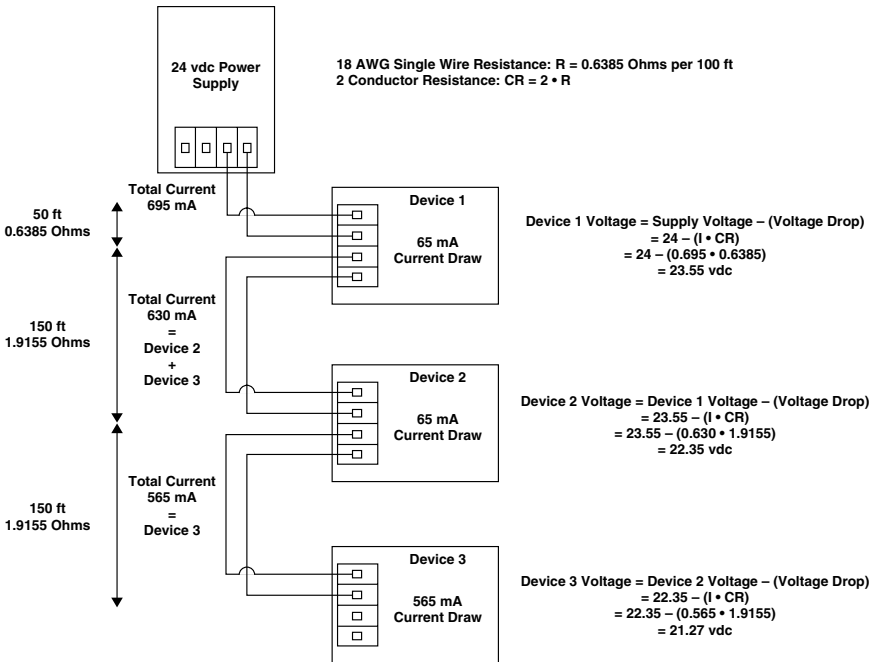 24 vdc Power
Supply
18 AWG Single Wire Resistance: R = 0.6385 Ohms per 100 ft
2 Conductor Resistance: CR = 2 • R
50 ft
0.6385 Ohms
Total Current
695 mA
Device 1
65 mA
Current Draw
Device 1 Voltage = Supply Voltage – (Voltage Drop)
= 24 – (I • CR)
= 24 – (0.695 • 0.6385)
= 23.55 vdc
150 ft
1.9155 Ohms
Total Current
630 mA
=
Device 2
+
Device 3
Device 2
65 mA
Current Draw
Device 2 Voltage = Device 1 Voltage – (Voltage Drop)
= 23.55 – (I • CR)
= 23.55 – (0.630 • 1.9155)
= 22.35 vdc
150 ft
1.9155 Ohms
Total Current
565 mA
=
Device 3
Device 3
565 mA
Current Draw
Device 3 Voltage = Device 2 Voltage – (Voltage Drop)
= 22.35 – (I • CR)
= 22.35 – (0.565 • 1.9155)
= 21.27 vdc